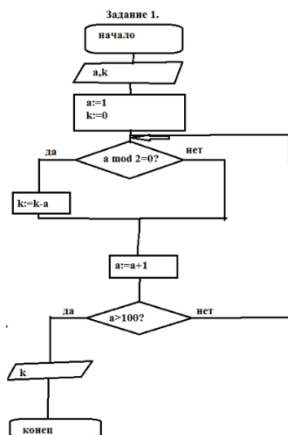 Задание 1.
начало
a,k
a:=1
k:=0
да
a mod 2=0?
нет
k:=k-a
a:=a+1
да
a>100?
нет
k
конец